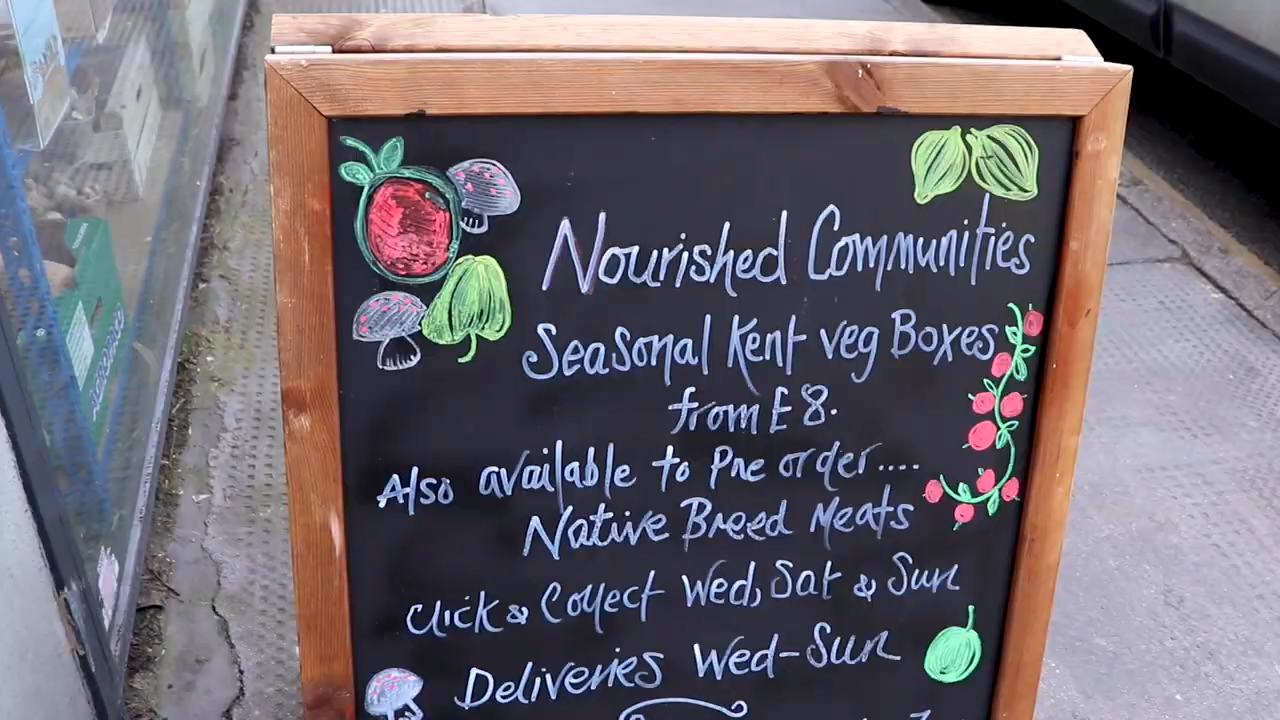 Nourished Communities
Seasonal Kent veg Boxes
from £8.
Also available to Pre order....
Native Breed Meats
Click & Collect Wed, Sat & Sun
Deliveries Wed-Sun